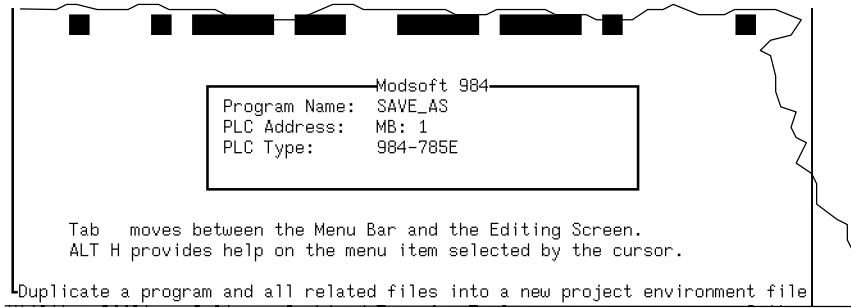 Modsoft 984
Program Name: SAVE_AS
PLC Address: MB: 1
PLC Type: 984-785E
Tab moves between the Menu Bar and the Editing Screen.
ALT H provides help on the menu item selected by the cursor.
Duplicate a program and all related files into a new project environment file